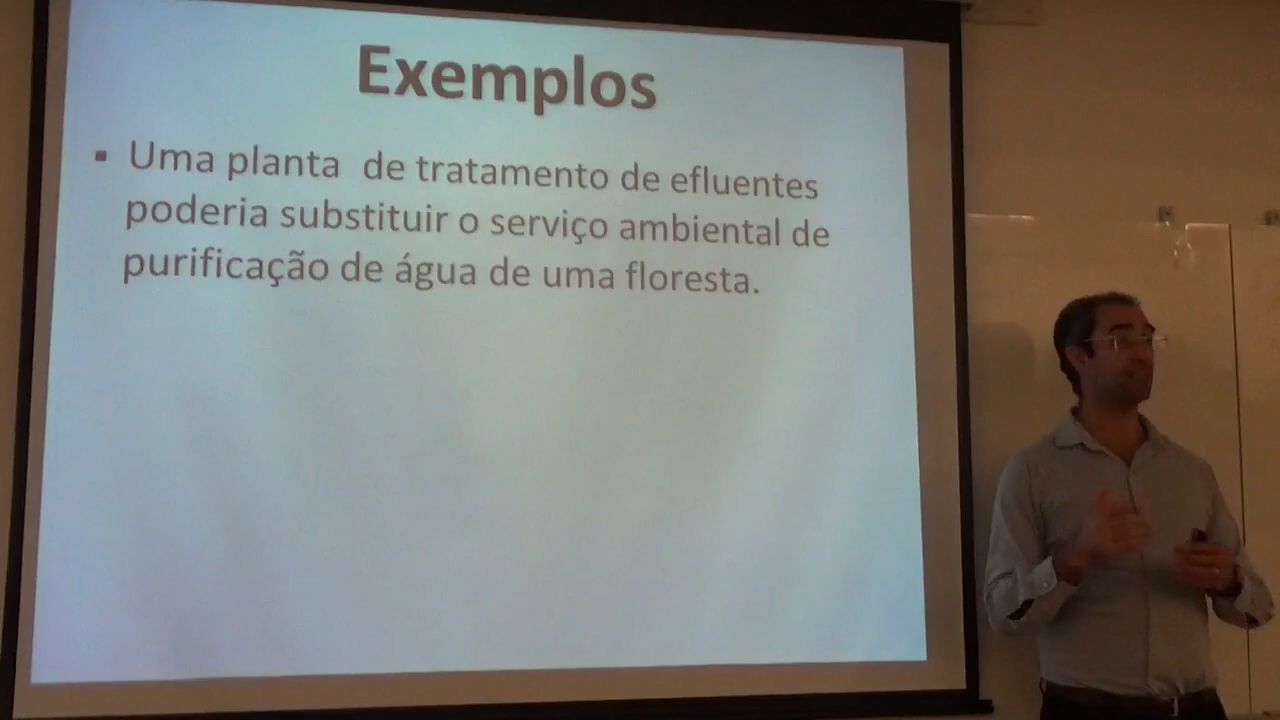 Exemplos
▪ Uma planta de tratamento de efluentes
poderia substituir o serviço ambiental de
purificação de água de uma floresta.